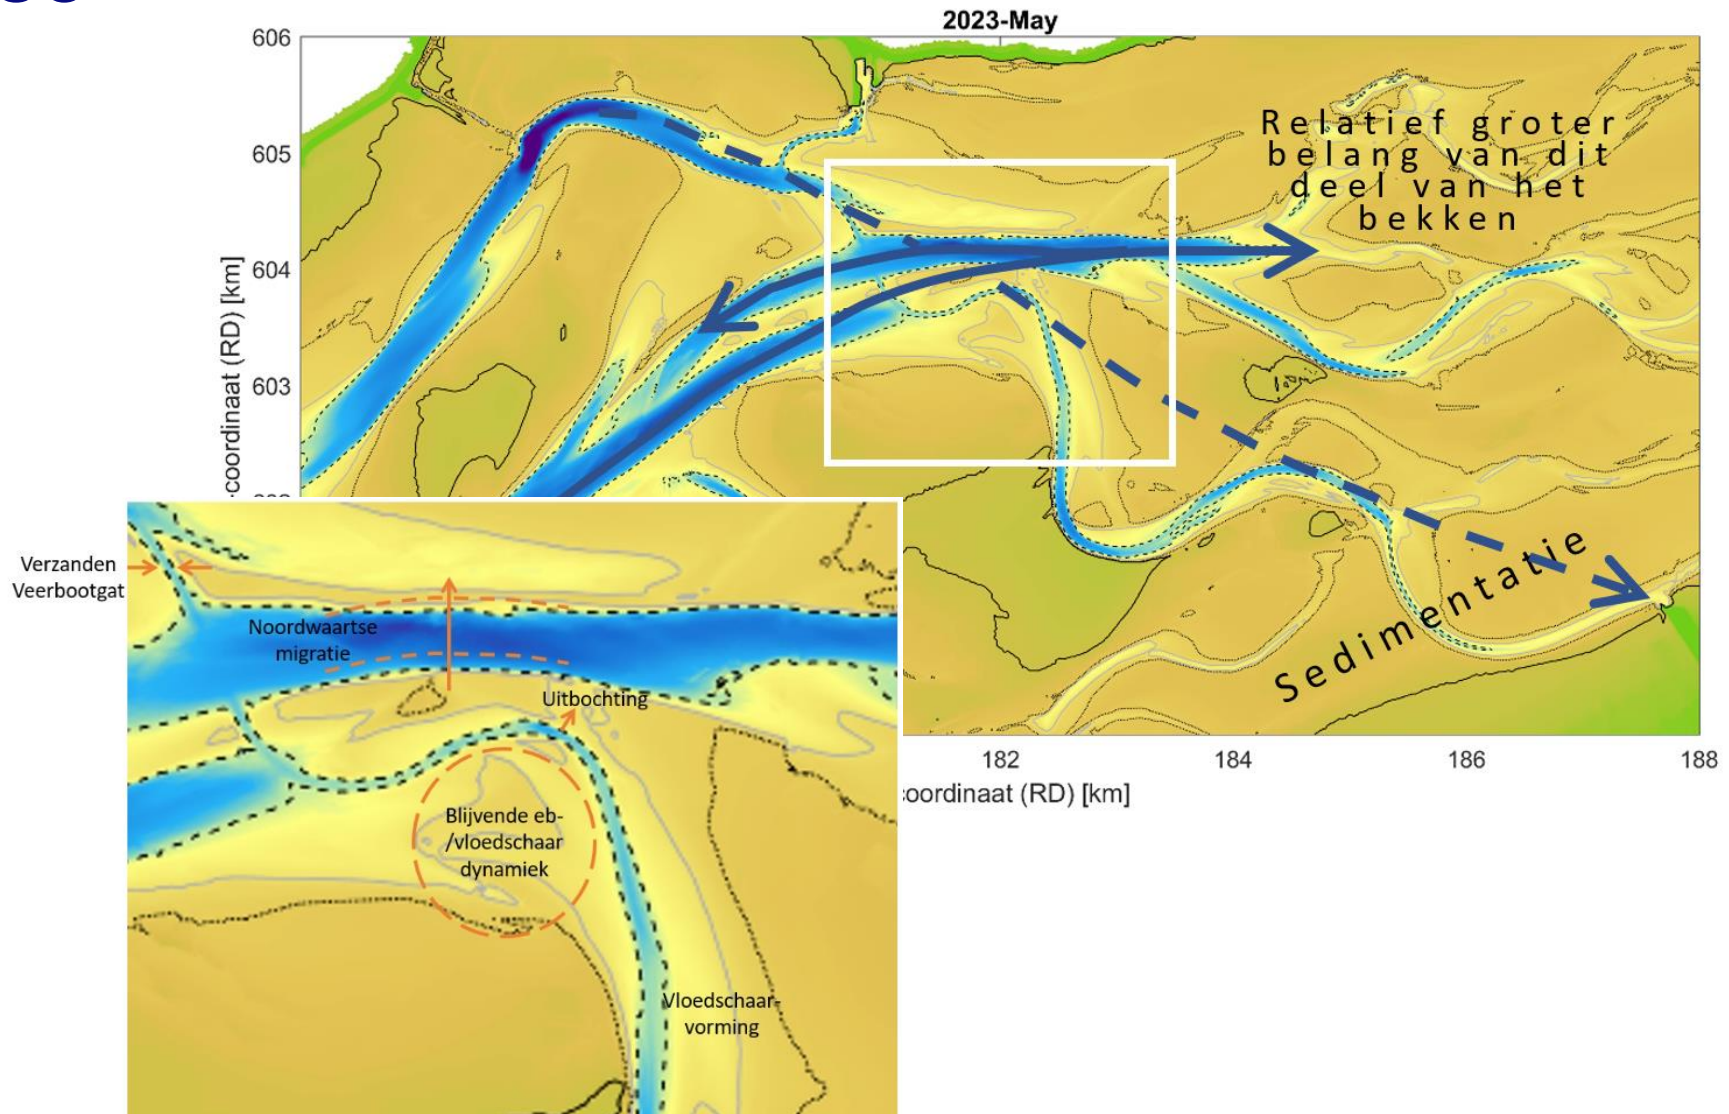 2023-May
606
605
604
603
coordinaat (RD) [km]
Relatief groter
belang van dit
deel van het
bekken
Sedimentatie
182
184
186
188
coordinaat (RD) [km]
Verzanden
Veerbootgat
Noordwaartse
migratie
Uitbochting
Blijvende eb-
/vloedschaar
dynamiek
Vloedschaar-
vorming